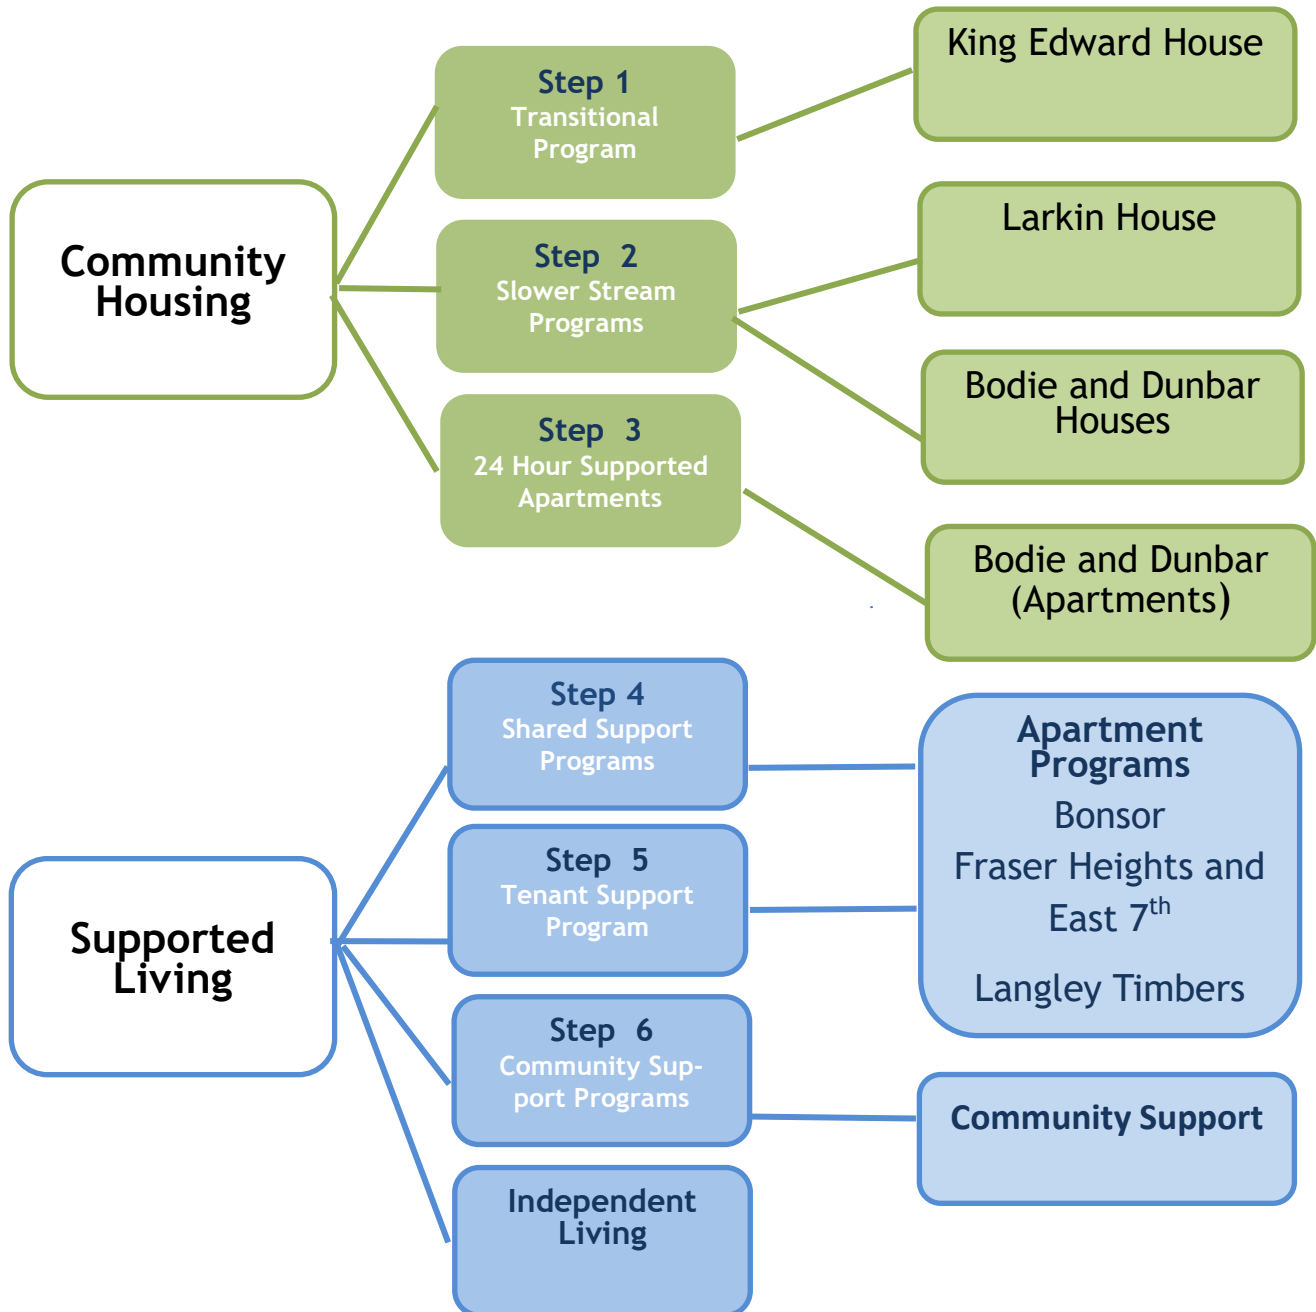 Community
Housing
Step 1
Transitional
Program
Step 2
Slower Stream
Programs
Step 3
24 Hour Supported
Apartments
King Edward House
Larkin House
Bodie and Dunbar
Houses
Bodie and Dunbar
(Apartments)
Supported
Living
Step 4
Shared Support
Programs
Step 5
Tenant Support
Program
Step 6
Community Sup-
port Programs
Independent
Living
Apartment
Programs
Bonsor
Fraser Heights and
East 7th
Langley Timbers
Community Support